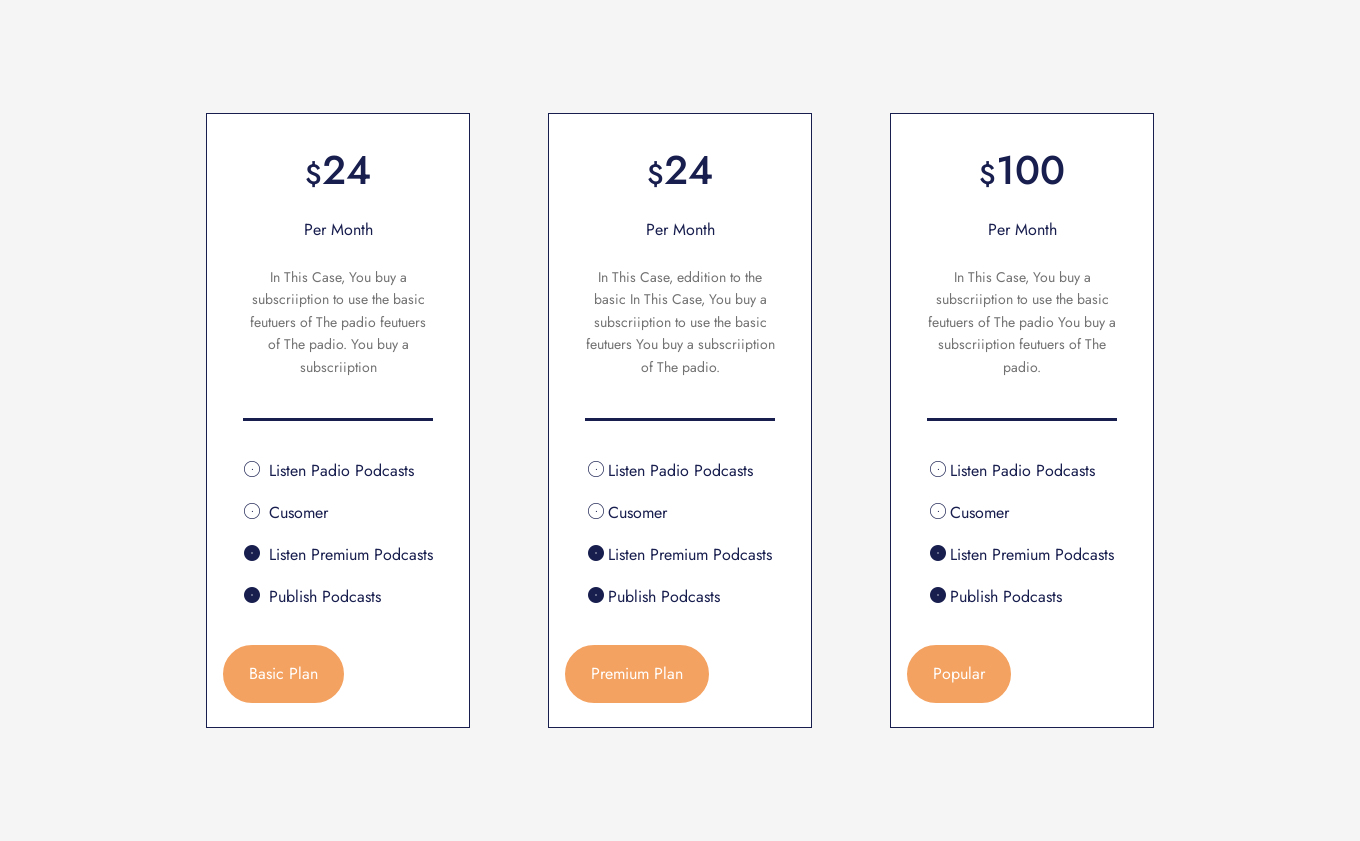 $24
Per Month
In This Case, You buy a
subscriiption to use the basic
feutuers of The padio feutuers
of The padio. You buy a
subscriiption
Listen Padio Podcasts
Cusomer
Listen Premium Podcasts
Publish Podcasts
Basic Plan
$24
Per Month
In This Case, eddition to the
basic In This Case, You buy a
subscriiption to use the basic
feutuers You buy a subscriiption
of The padio.
Listen Padio Podcasts
Cusomer
Listen Premium Podcasts
Publish Podcasts
Premium Plan
$100
Per Month
In This Case, You buy a
subscriiption to use the basic
feutuers of The padio You buy a
subscriiption feutuers of The
padio.
Listen Padio Podcasts
Cusomer
Listen Premium Podcasts
Publish Podcasts
Popular